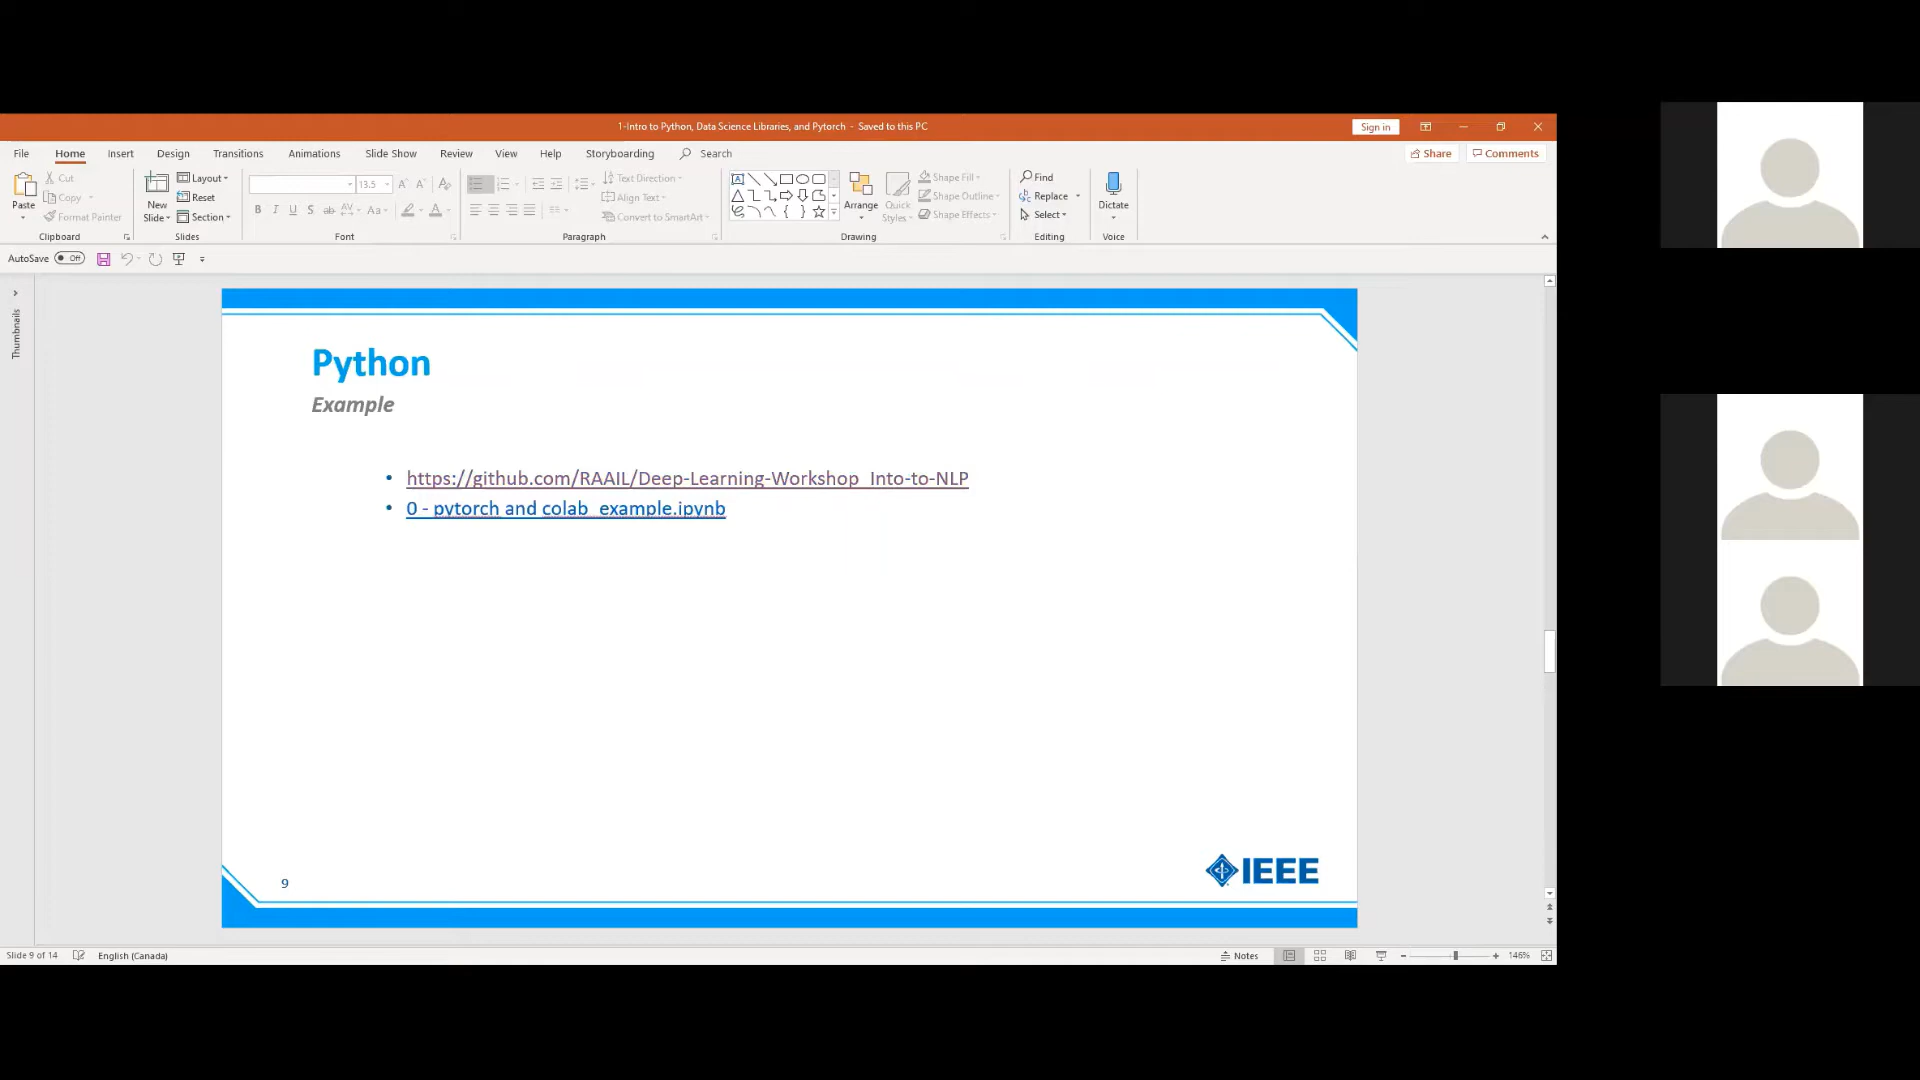 1-Intro to Python, Data Science Libraries, and Pytorch - Saved to this PC
Sign in
File Home Insert Design Transitions Animations Slide Show Review View Help Storyboarding Search
Share Comments
Paste
Cut
Copy
Format Painter
Clipboard
New
Slide
Layout
Reset
Section
Slides
13.5
B I U S ab AV Aa A
Font
Text Direction
Align Text
Convert to SmartArt
Paragraph
Arrange
Quick
Styles
Shape Fill
Shape Outline
Shape Effects
Drawing
Find
Replace
Select
Editing
Dictate
Voice
AutoSave Off
Thumbnails
Python
Example
• https://github.com/RAAIL/Deep-Learning-Workshop_Into-to-NLP
• 0 - pytorch and colab_example.ipynb
9
IEEE
Slide 9 of 14 English (Canada) Notes 146%